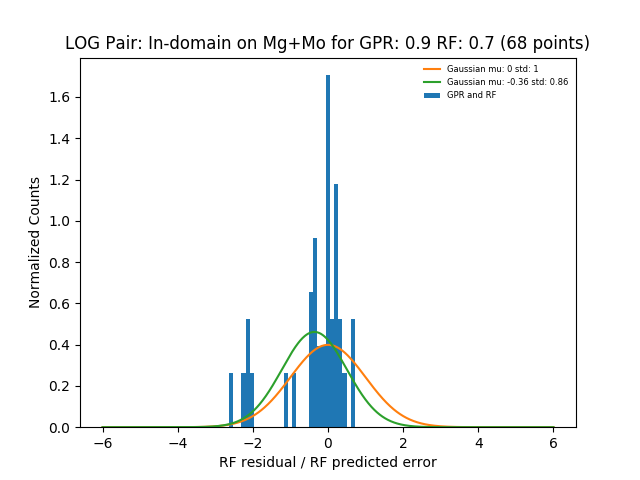 LOG Pair: In-domain on Mg+Mo for GPR: 0.9 RF: 0.7 (68 points)
Gaussian mu: 0 std: 1
Gaussian mu: -0.36 std: 0.86
GPR and RF
Normalized Counts
1.6
1.4
1.2
1.0
0.8
0.6
0.4
0.2
0.0
−6 −4 −2 0 2 4 6
RF residual / RF predicted error